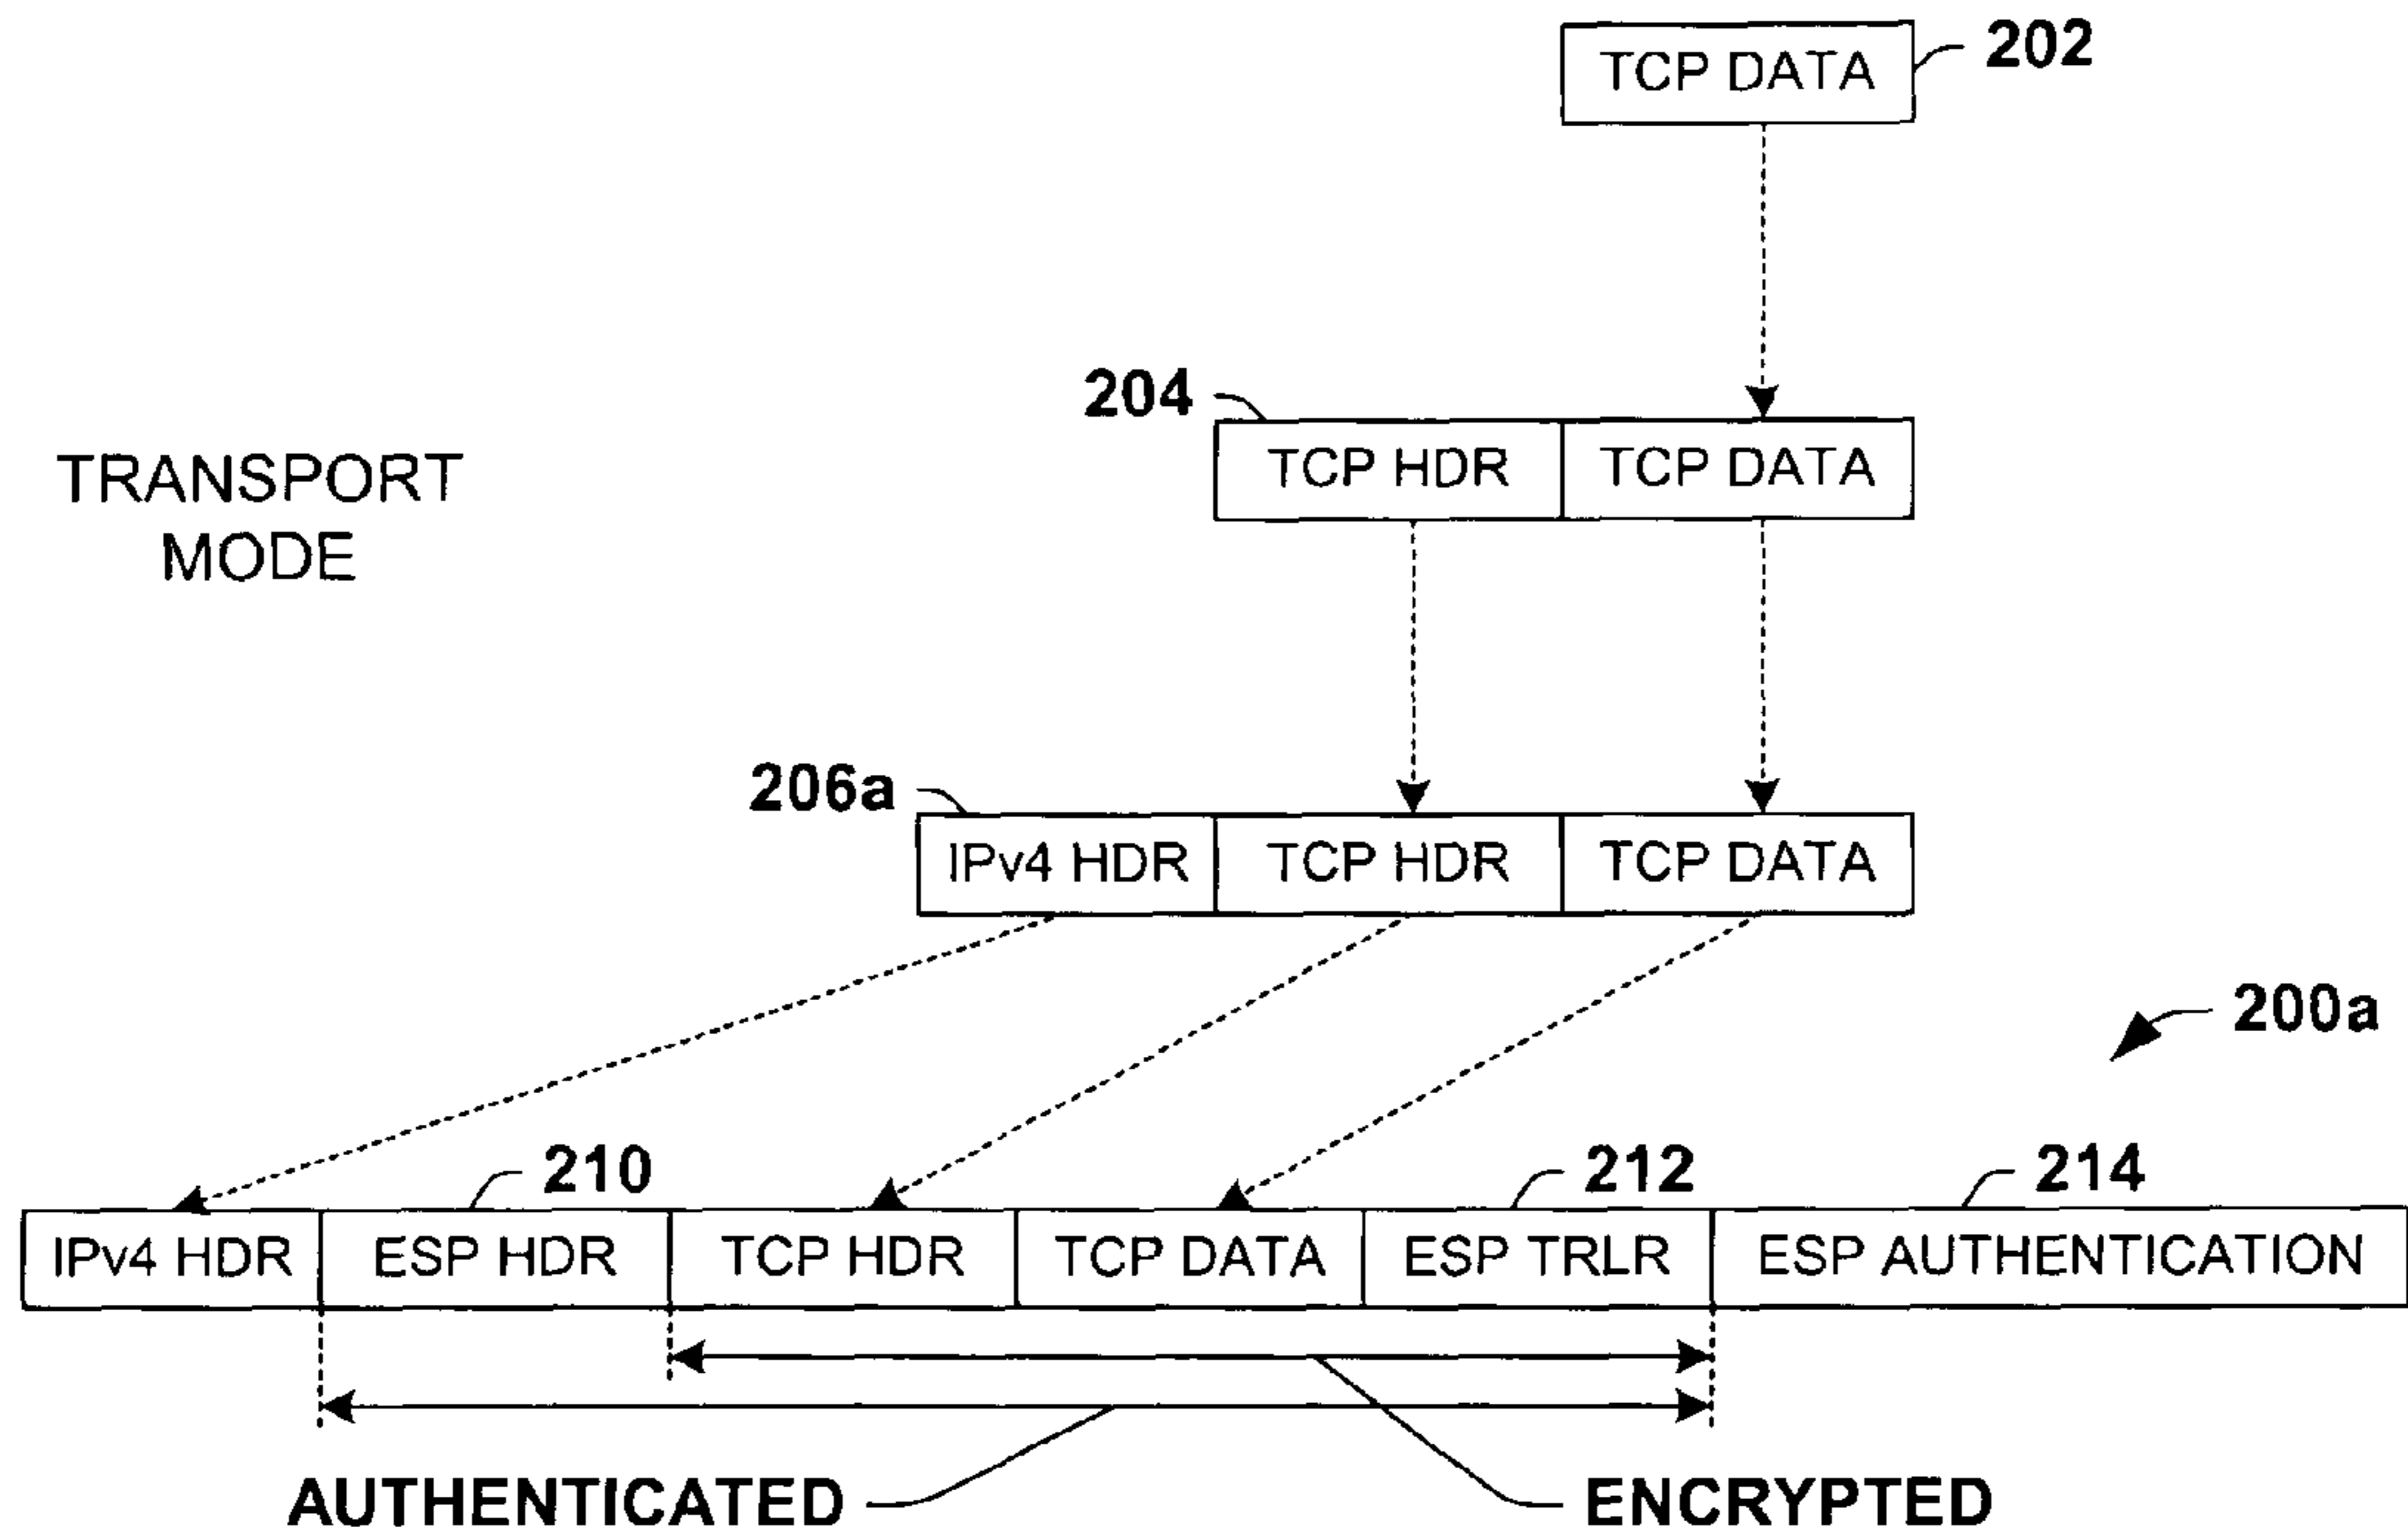 TCP DATA
202
204
TCP HDR
TCP DATA
TRANSPORT
MODE
206a
IPv4 HDR
TCP HDR
TCP DATA
200a
210
212
214
IPv4 HDR
ESP HDR
TCP HDR
TCP DATA
ESP TRLR
ESP AUTHENTICATION
AUTHENTICATED
ENCRYPTED